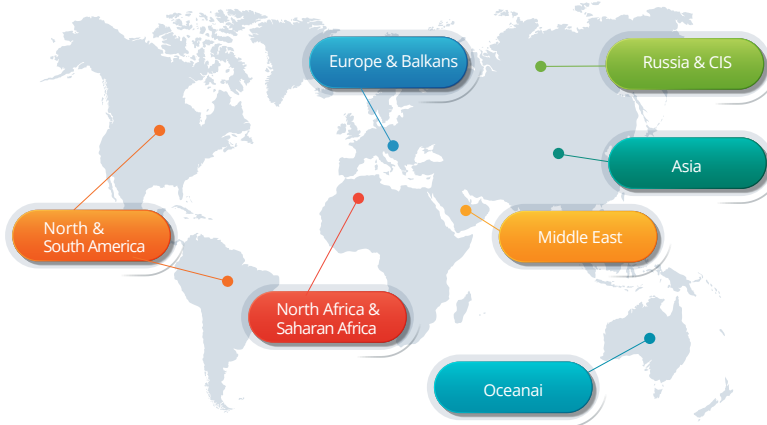 Europe & Balkans
Russia & CIS
Asia
North &
South America
Middle East
North Africa &
Saharan Africa
Oceanai